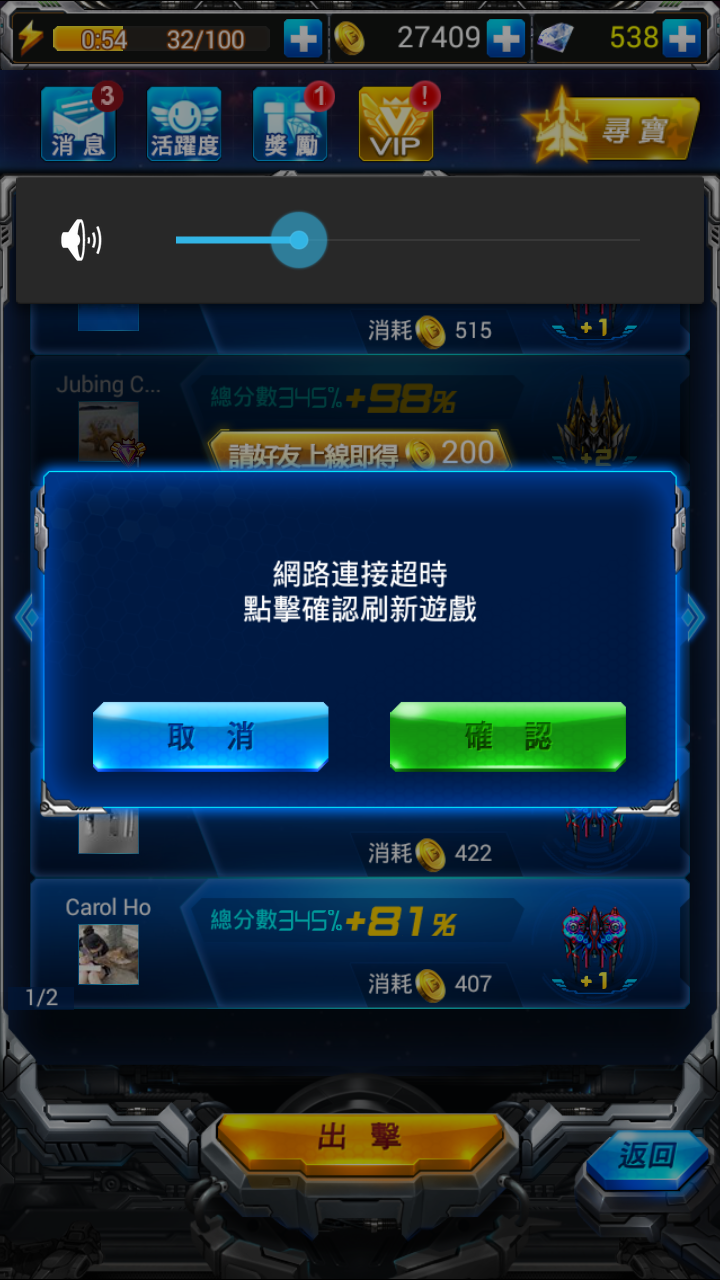 0:54 32/100 27409 538
3 1 !
消息 活躍度 獎勵 VIP 尋寶
消耗 515 +1
Jubing C...
總分數345% +98%
請好友上線即得 200 +2
網路連接超時
點擊確認刷新遊戲
取消 確認
消耗 422
Carol Ho 總分數345% +81%
消耗 407 +1
1/2
出擊
返回